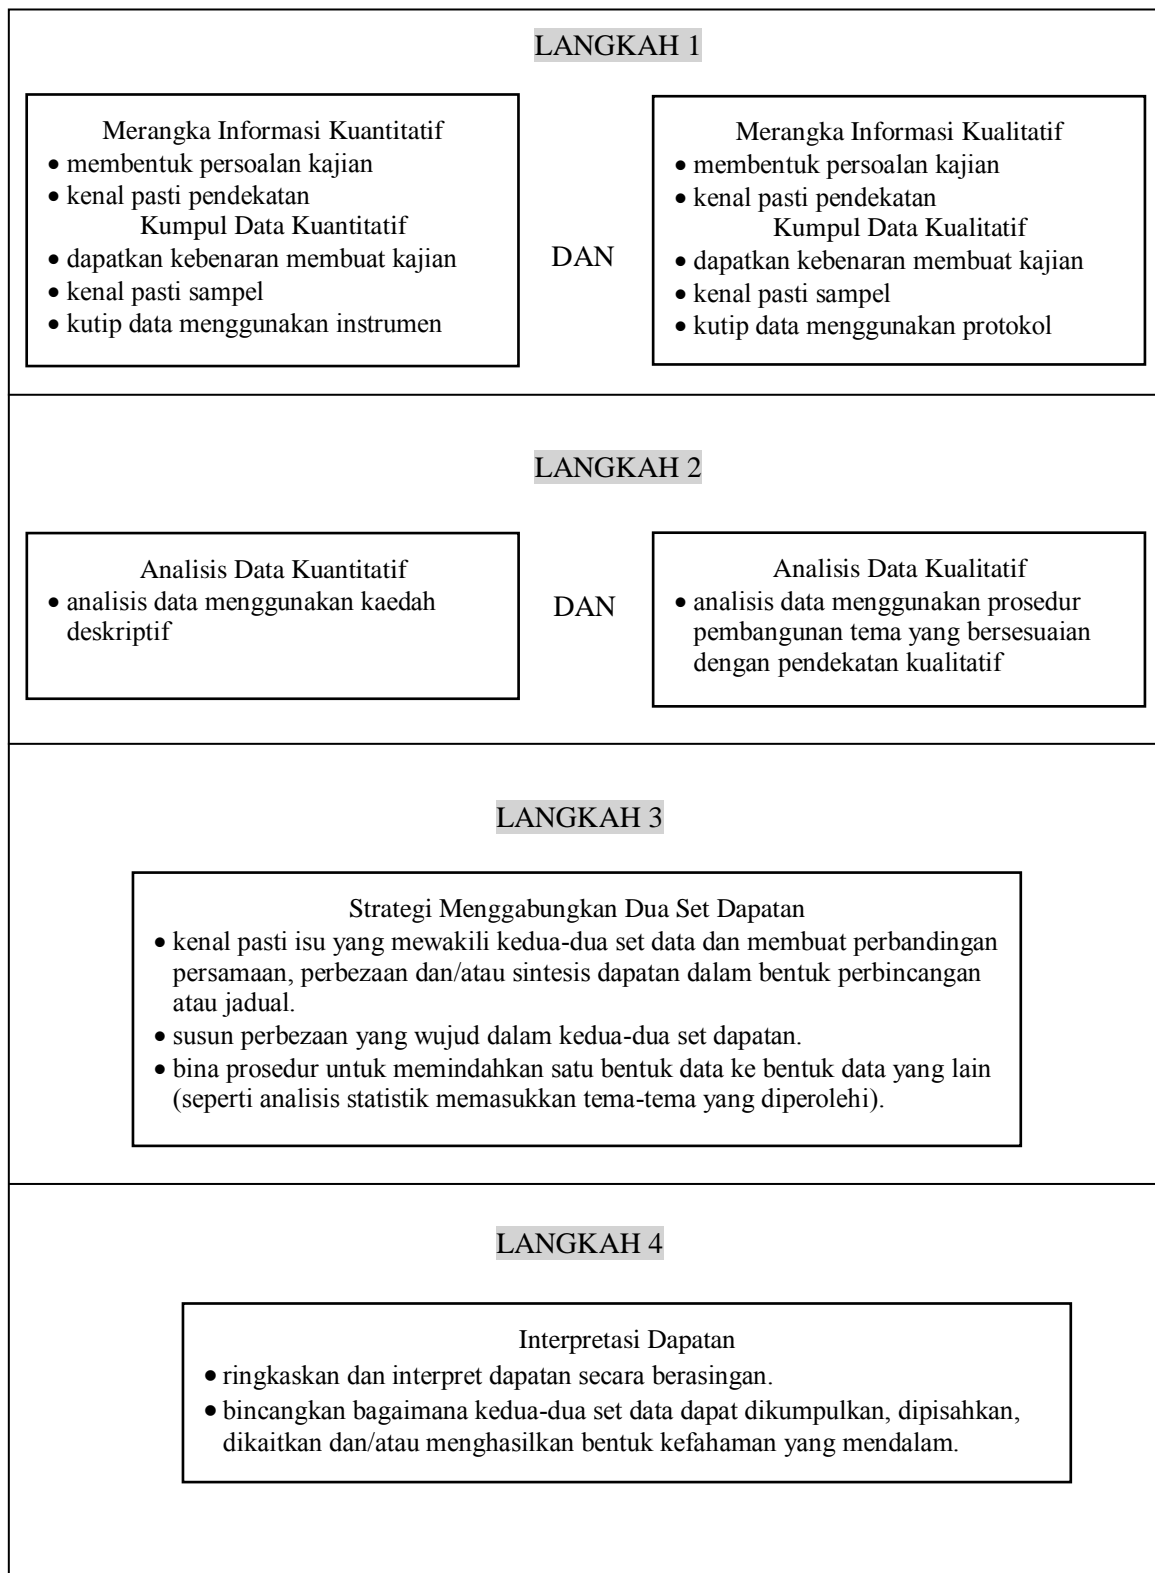 LANGKAH 1
Merangka Informasi Kuantitatif
• membentuk persoalan kajian
• kenal pasti pendekatan
Kumpul Data Kuantitatif
• dapatkan kebenaran membuat kajian
• kenal pasti sampel
• kutip data menggunakan instrumen
DAN
Merangka Informasi Kualitatif
• membentuk persoalan kajian
• kenal pasti pendekatan
Kumpul Data Kualitatif
• dapatkan kebenaran membuat kajian
• kenal pasti sampel
• kutip data menggunakan protokol
LANGKAH 2
Analisis Data Kuantitatif
• analisis data menggunakan kaedah
deskriptif
DAN
Analisis Data Kualitatif
• analisis data menggunakan prosedur
pembangunan tema yang bersesuaian
dengan pendekatan kualitatif
LANGKAH 3
Strategi Menggabungkan Dua Set Dapatan
• kenal pasti isu yang mewakili kedua-dua set data dan membuat perbandingan
persamaan, perbezaan dan/atau sintesis dapatan dalam bentuk perbincangan
atau jadual.
• susun perbezaan yang wujud dalam kedua-dua set dapatan.
• bina prosedur untuk memindahkan satu bentuk data ke bentuk data yang lain
(seperti analisis statistik memasukkan tema-tema yang diperolehi).
LANGKAH 4
Interpretasi Dapatan
• ringkaskan dan interpret dapatan secara berasingan.
• bincangkan bagaimana kedua-dua set data dapat dikumpulkan, dipisahkan,
dikaitkan dan/atau menghasilkan bentuk kefahaman yang mendalam.